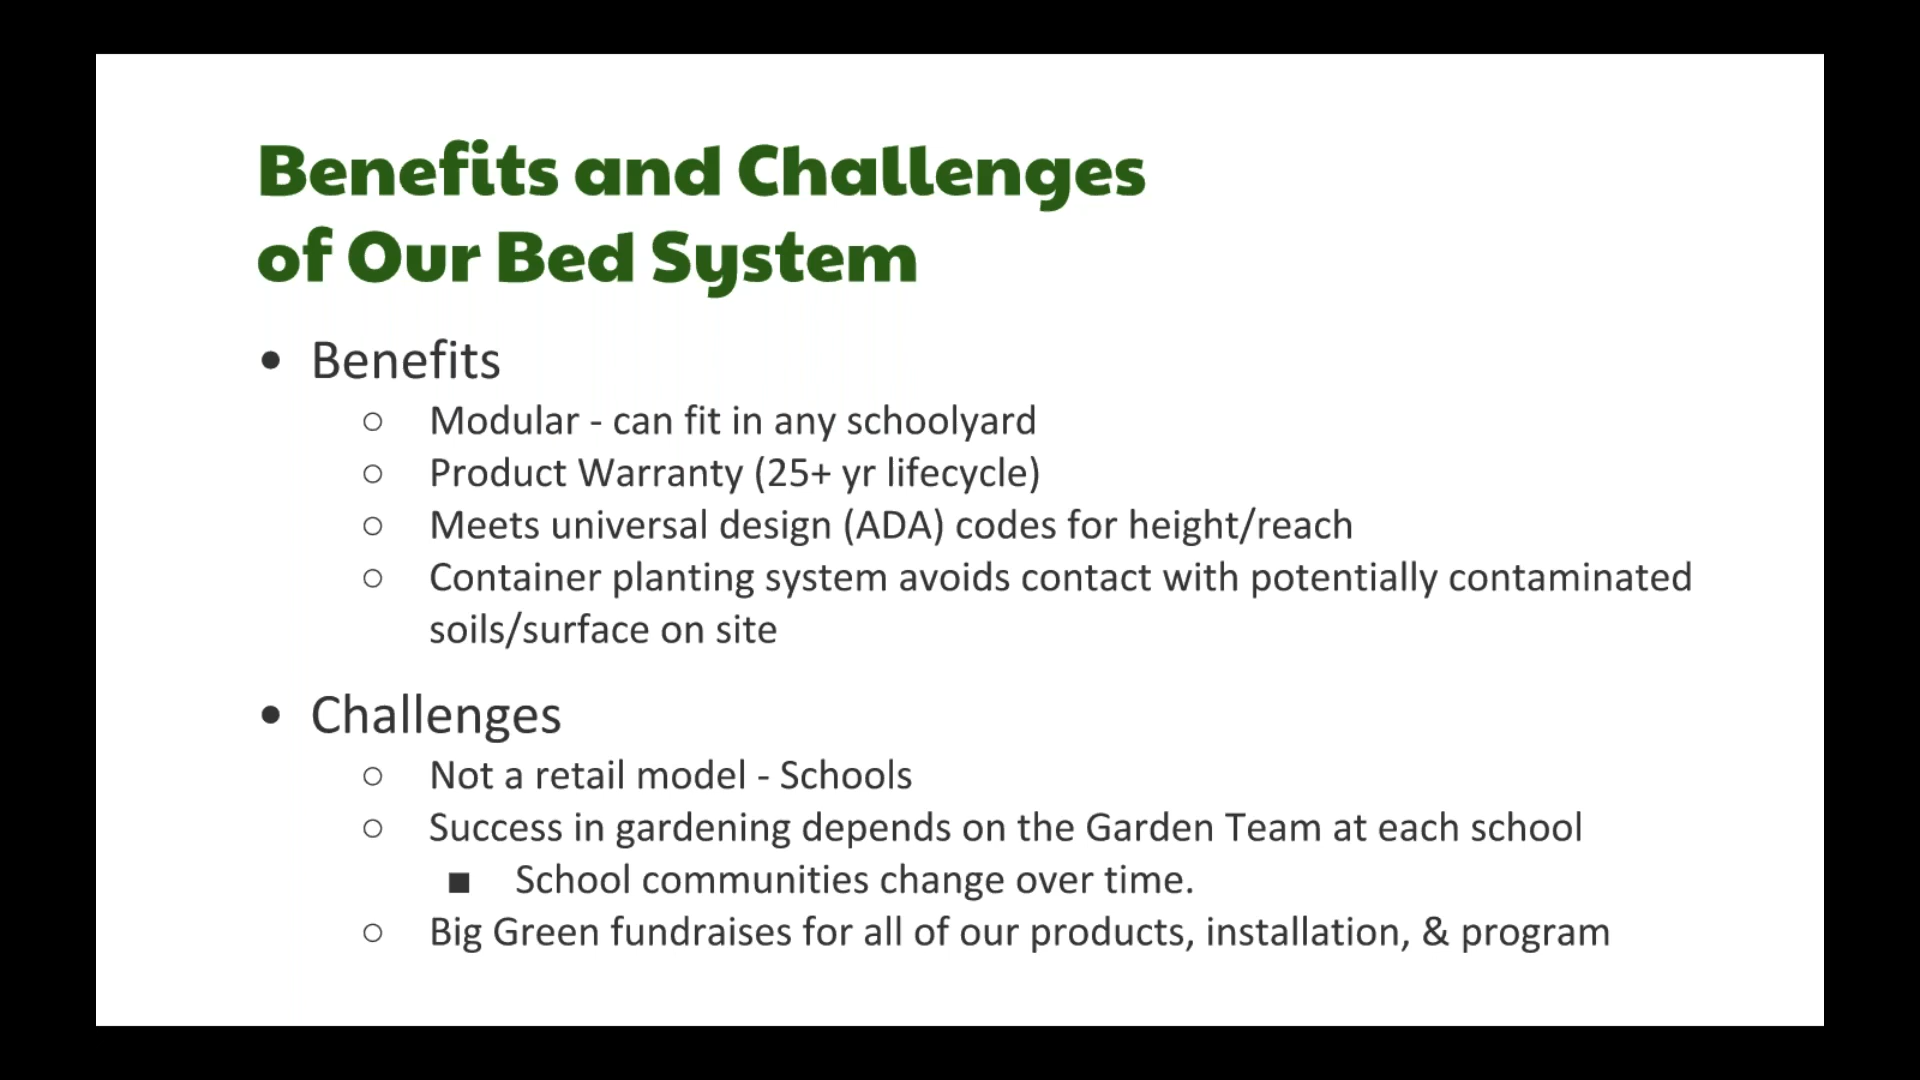 Benefits and Challenges
of Our Bed System
• Benefits
○ Modular - can fit in any schoolyard
○ Product Warranty (25+ yr lifecycle)
○ Meets universal design (ADA) codes for height/reach
○ Container planting system avoids contact with potentially contaminated
soils/surface on site
• Challenges
○ Not a retail model - Schools
○ Success in gardening depends on the Garden Team at each school
■ School communities change over time.
○ Big Green fundraises for all of our products, installation, & program